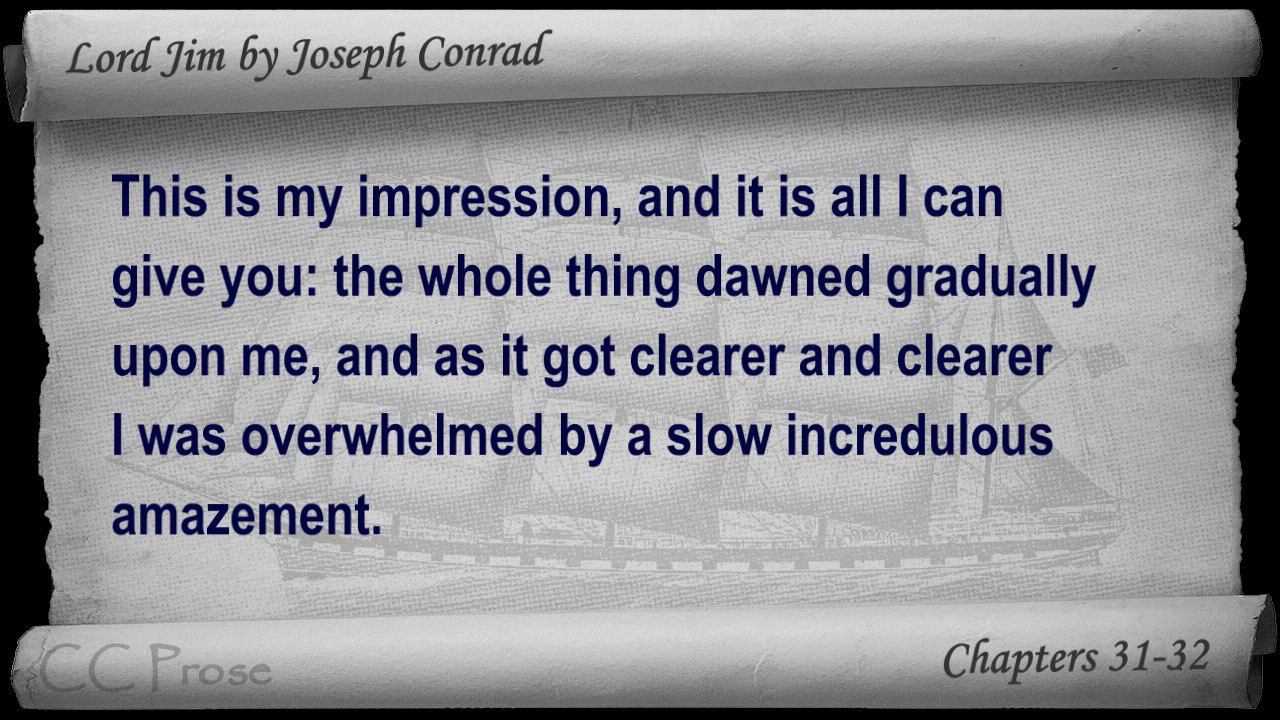 Lord Jim by Joseph Conrad
This is my impression, and it is all I can
give you: the whole thing dawned gradually
upon me, and as it got clearer and clearer
I was overwhelmed by a slow incredulous
amazement.
CC Prose
Chapters 31-32